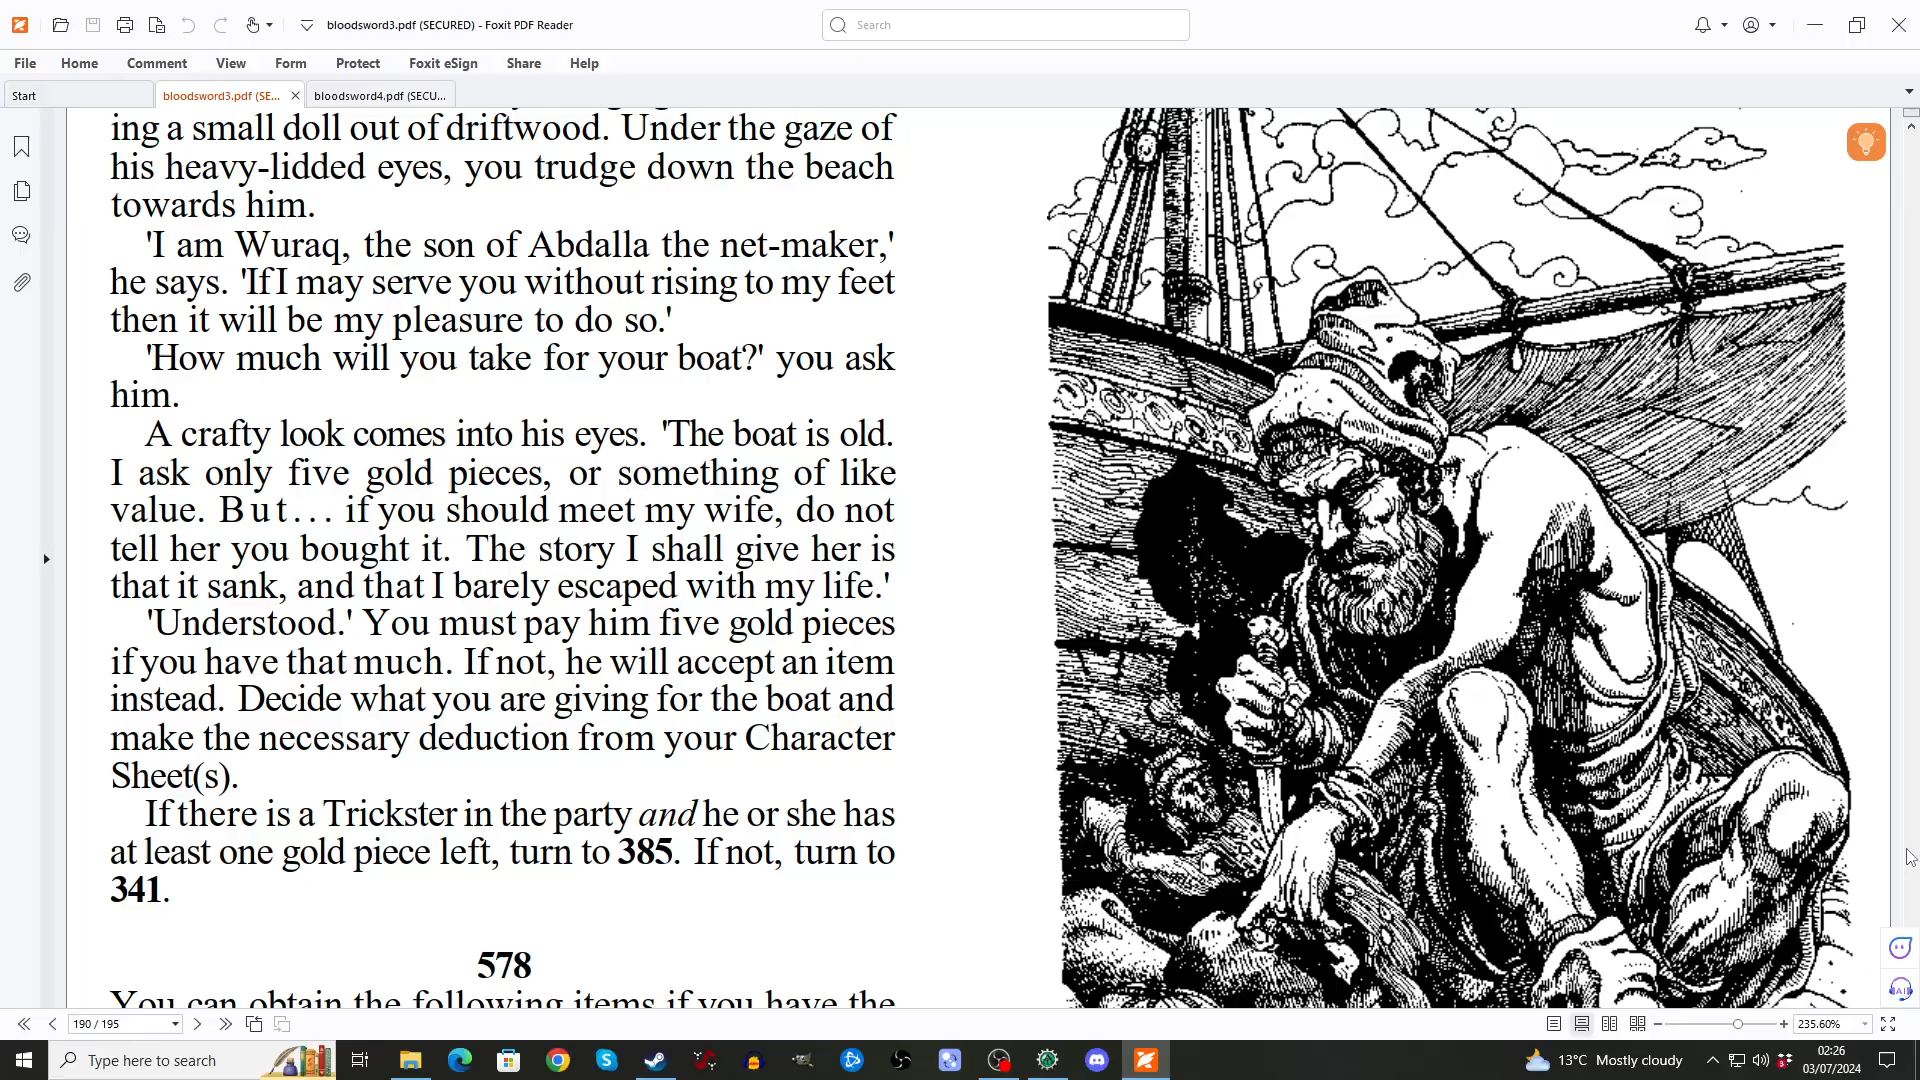 bloodsword3.pdf (SECURED) - Foxit PDF Reader
Search
File Home Comment View Form Protect Foxit eSign Share Help
Start bloodsword3.pdf (SE... bloodsword4.pdf (SECU...
ing a small doll out of driftwood. Under the gaze of
his heavy-lidded eyes, you trudge down the beach
towards him.
'I am Wuraq, the son of Abdalla the net-maker,'
he says. 'If I may serve you without rising to my feet
then it will be my pleasure to do so.'
'How much will you take for your boat?' you ask
him.
A crafty look comes into his eyes. 'The boat is old.
I ask only five gold pieces, or something of like
value. But... if you should meet my wife, do not
tell her you bought it. The story I shall give her is
that it sank, and that I barely escaped with my life.'
'Understood.' You must pay him five gold pieces
if you have that much. If not, he will accept an item
instead. Decide what you are giving for the boat and
make the necessary deduction from your Character
Sheet(s).
If there is a Trickster in the party and he or she has
at least one gold piece left, turn to 385. If not, turn to
341.
578
You can obtain the following items if you have the
190 / 195
235.60%
Type here to search
13°C Mostly cloudy
02:26
03/07/2024